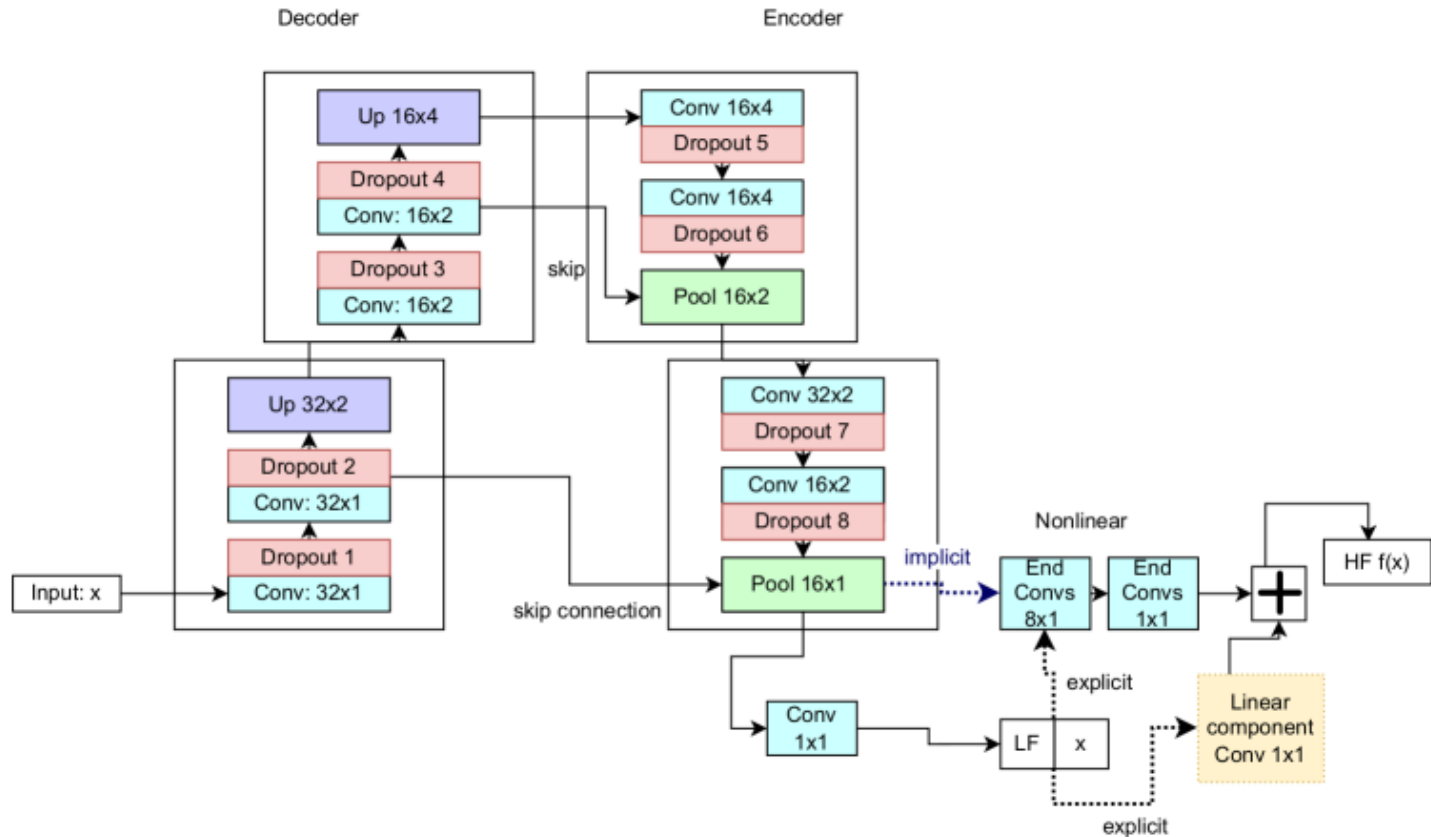 Decoder
Encoder
Up 16x4
Dropout 4
Conv: 16x2
Dropout 3
Conv: 16x2
Conv 16x4
Dropout 5
Conv 16x4
Dropout 6
Pool 16x2
skip
Up 32x2
Dropout 2
Conv: 32x1
Dropout 1
Conv: 32x1
Input: x
Conv 32x2
Dropout 7
Conv 16x2
Dropout 8
Pool 16x1
skip connection
implicit
Nonlinear
End
Convs
8x1
End
Convs
1x1
HF f(x)
explicit
Conv
1x1
LF
x
Linear
component
Conv 1x1
explicit